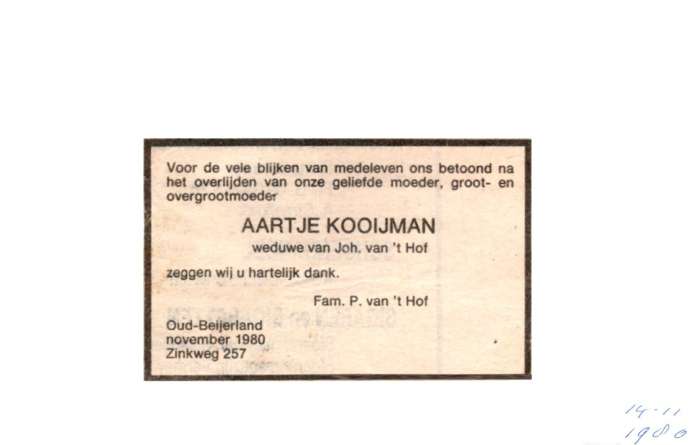 Voor de vele blijken van medeleven ons betoond na
het overlijden van onze geliefde moeder, groot- en
overgrootmoeder
AARTJE KOOIJMAN
weduwe van Joh. van 't Hof
zeggen wij u hartelijk dank.
Fam. P. van 't Hof
Oud-Beijerland
november 1980
Zinkweg 257
14-11
1980